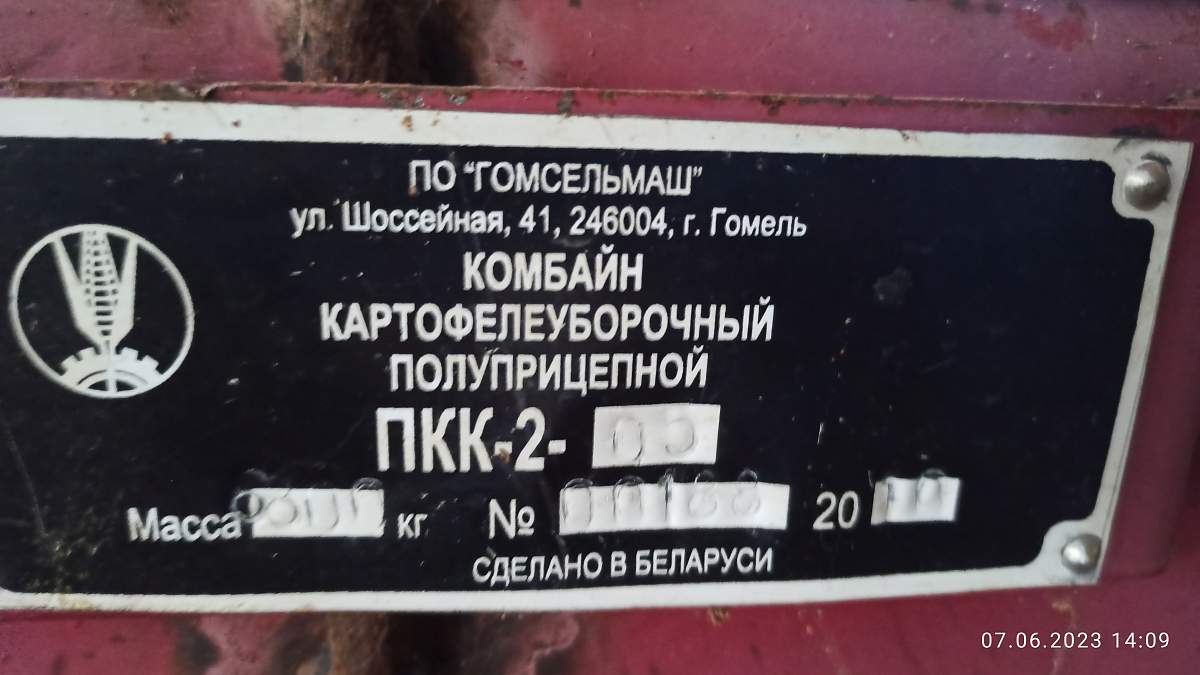 ПО "ГОМСЕЛЬМАШ"
ул. Шоссейная, 41, 246004, г. Гомель
КОМБАЙН
КАРТОФЕЛЕУБОРОЧНЫЙ
ПОЛУПРИЦЕПНОЙ
ПКК-2-
Масса кг № 20
СДЕЛАНО В БЕЛАРУСИ
07.06.2023 14:09